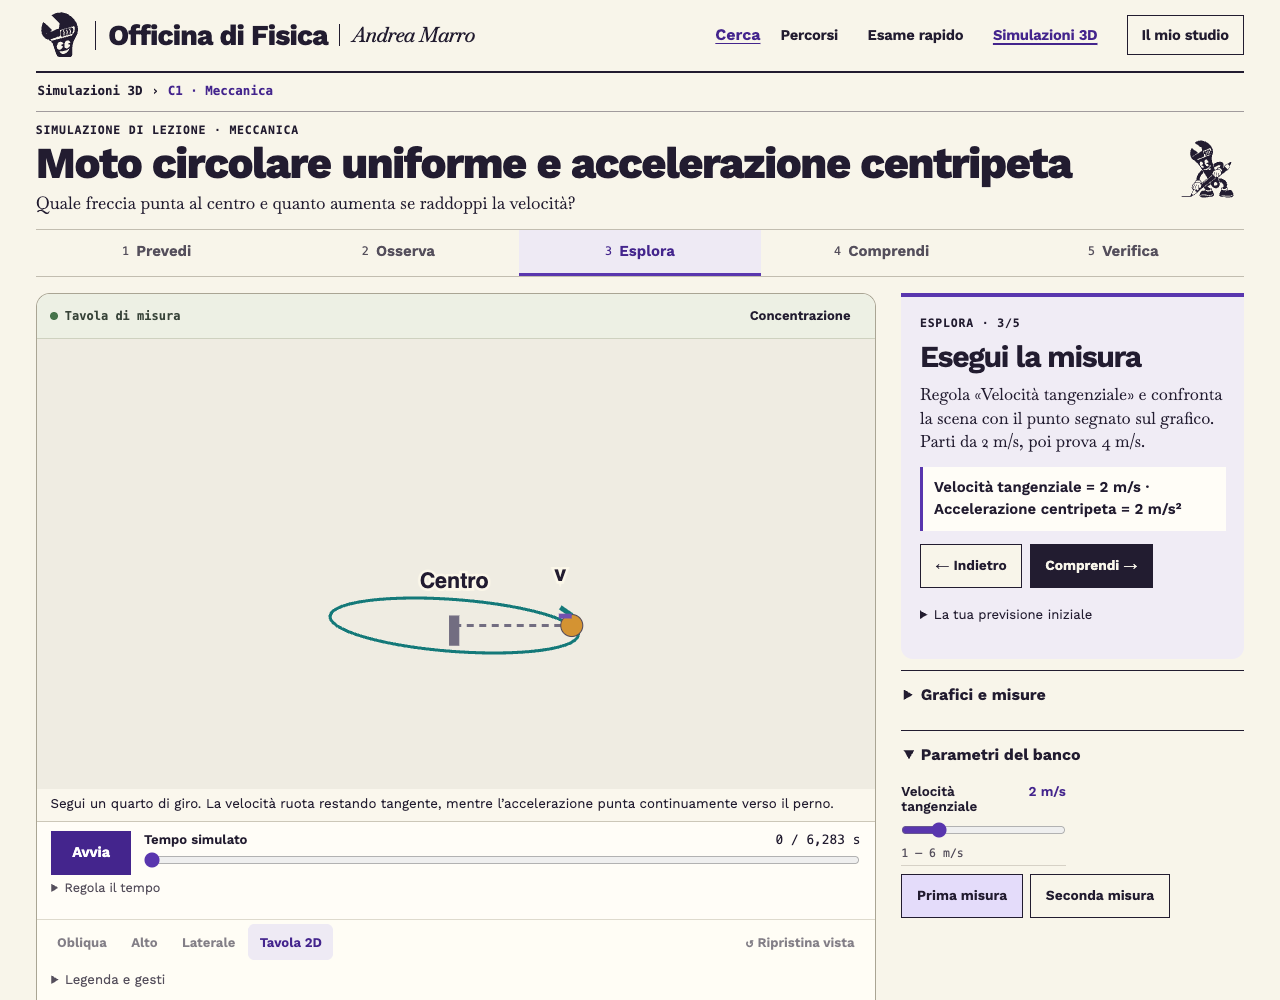 Officina di Fisica
Andrea Marro
Cerca
Percorsi
Esame rapido
Simulazioni 3D
Il mio studio
Simulazioni 3D › C1 · Meccanica
SIMULAZIONE DI LEZIONE · MECCANICA
Moto circolare uniforme e accelerazione centripeta
Quale freccia punta al centro e quanto aumenta se raddoppi la velocità?
1 Prevedi
2 Osserva
3 Esplora
4 Comprendi
5 Verifica
Tavola di misura
Concentrazione
Centro
v
Segui un quarto di giro. La velocità ruota restando tangente, mentre l’accelerazione punta continuamente verso il perno.
Avvia
Tempo simulato
0 / 6,283 s
▶ Regola il tempo
Obliqua
Alto
Laterale
Tavola 2D
↺ Ripristina vista
▶ Legenda e gesti
ESPLORA · 3/5
Esegui la misura
Regola «Velocità tangenziale» e confronta
la scena con il punto segnato sul grafico.
Parti da 2 m/s, poi prova 4 m/s.
Velocità tangenziale = 2 m/s ·
Accelerazione centripeta = 2 m/s²
← Indietro
Comprendi →
▶ La tua previsione iniziale
▶ Grafici e misure
▼ Parametri del banco
Velocità
tangenziale
2 m/s
1 – 6 m/s
Prima misura
Seconda misura